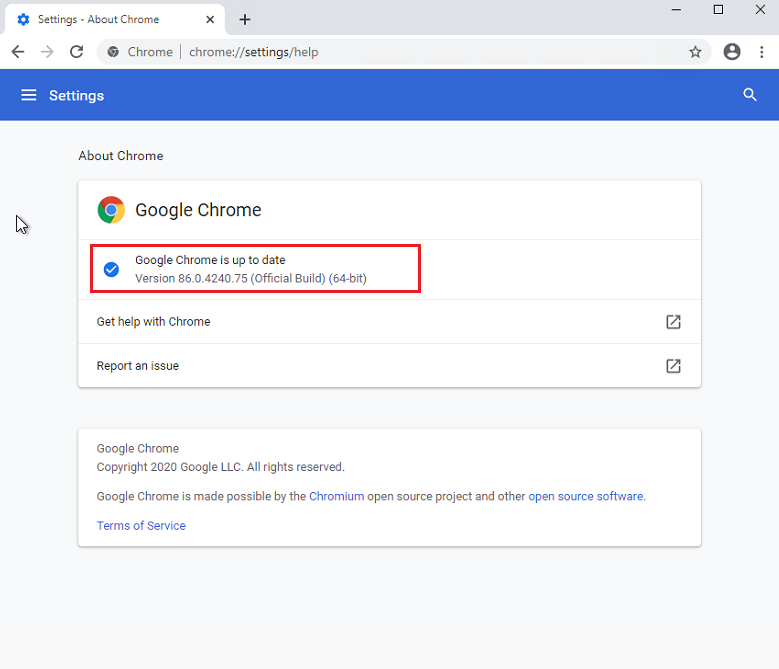 Settings - About Chrome
Chrome | chrome://settings/help
Settings
About Chrome
Google Chrome
Google Chrome is up to date
Version 86.0.4240.75 (Official Build) (64-bit)
Get help with Chrome
Report an issue
Google Chrome
Copyright 2020 Google LLC. All rights reserved.
Google Chrome is made possible by the Chromium open source project and other open source software.
Terms of Service